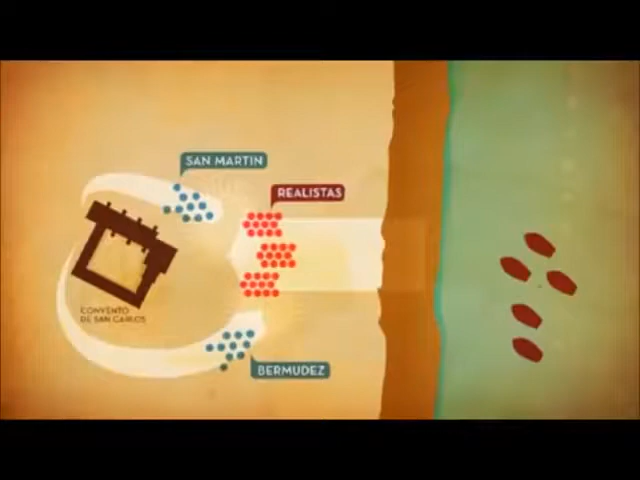 SAN MARTIN
REALISTAS
CONVENTO
DE SAN CARLOS
BERMUDEZ